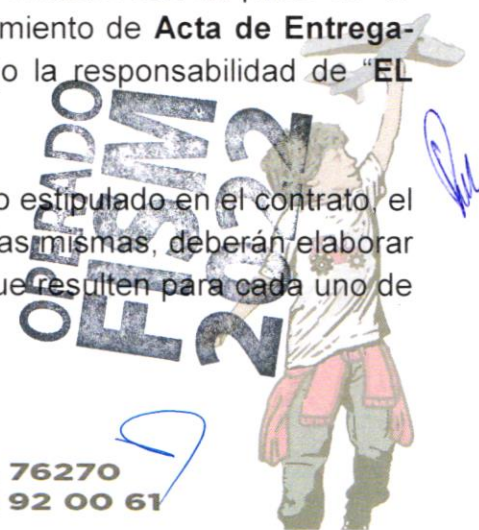 miento de Acta de Entrega-
o la responsabilidad de “EL
o estipulado en el contrato, el
as mismas, deberán elaborar
ue resulten para cada uno de
OPERADO
FISM
2022
76270
92 00 61